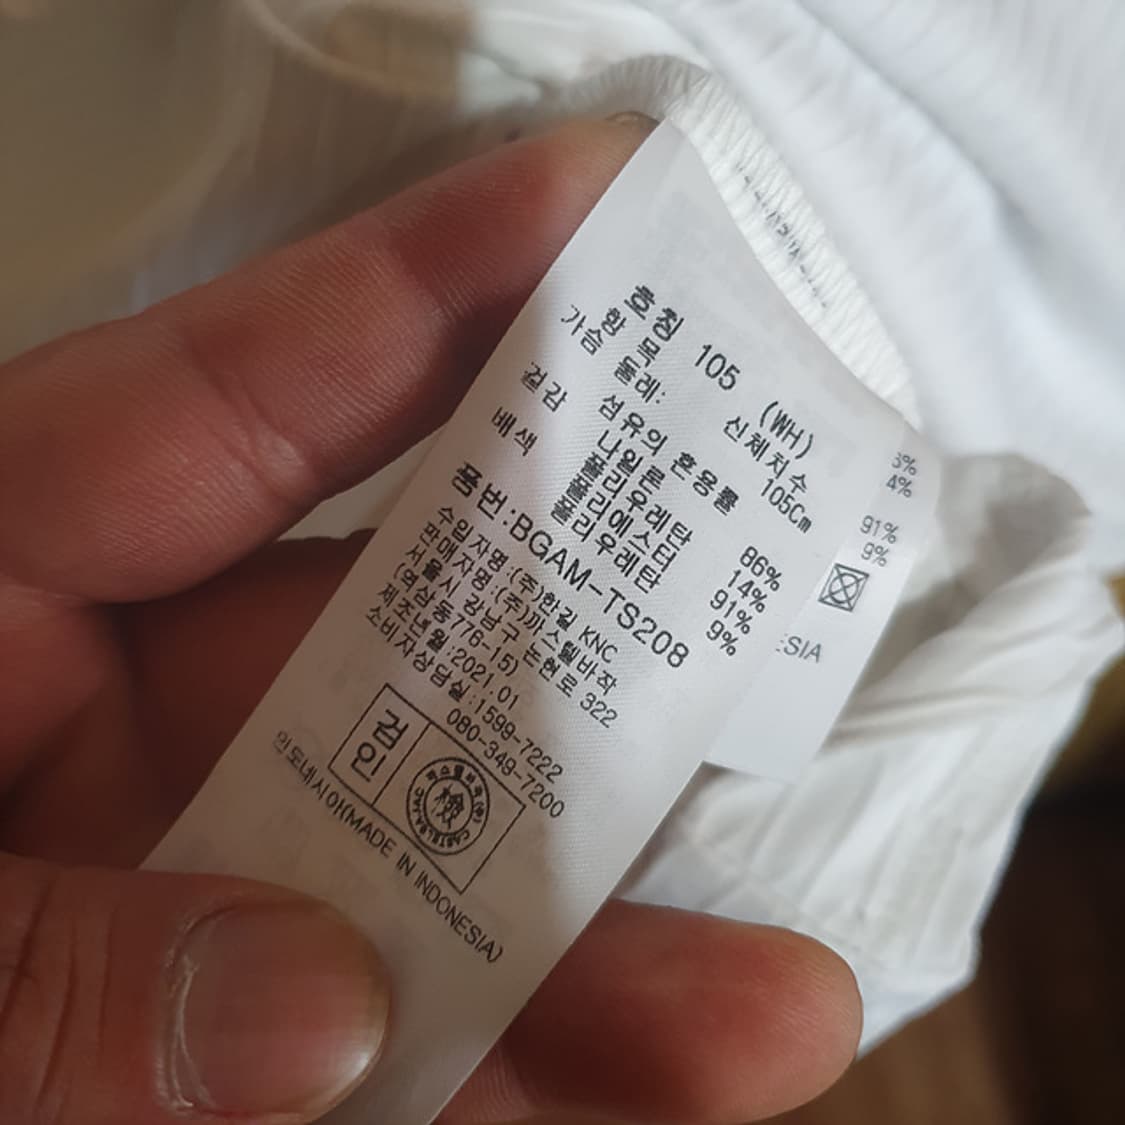 호칭 105 (WH)
항 목 신체치수
가슴 둘레: 105Cm
섬유의 혼용률
겉감 나일론 86%
폴리우레탄 14%
배색 폴리에스터 91%
폴리우레탄 9%
품번:BGAM-TS208
수입자명:(주)한길 KNC
판매자명:(주)까스텔바작
(서울시 강남구 논현로 322
(역삼동776-15)
제조년월:2021.01
소비자상담실:1599-7222
080-349-7200
검인
檢
인도네시아(MADE IN INDONESIA)
4%
91%
9%
SIA